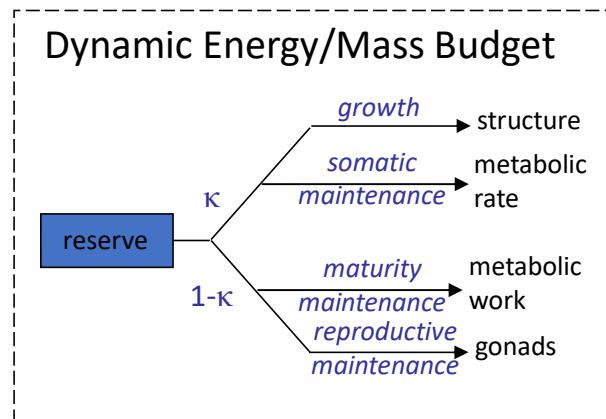 Dynamic Energy/Mass Budget
growth
structure
somatic
maintenance
metabolic
rate
κ
reserve
1-κ
maturity
maintenance
metabolic
work
reproductive
maintenance
gonads